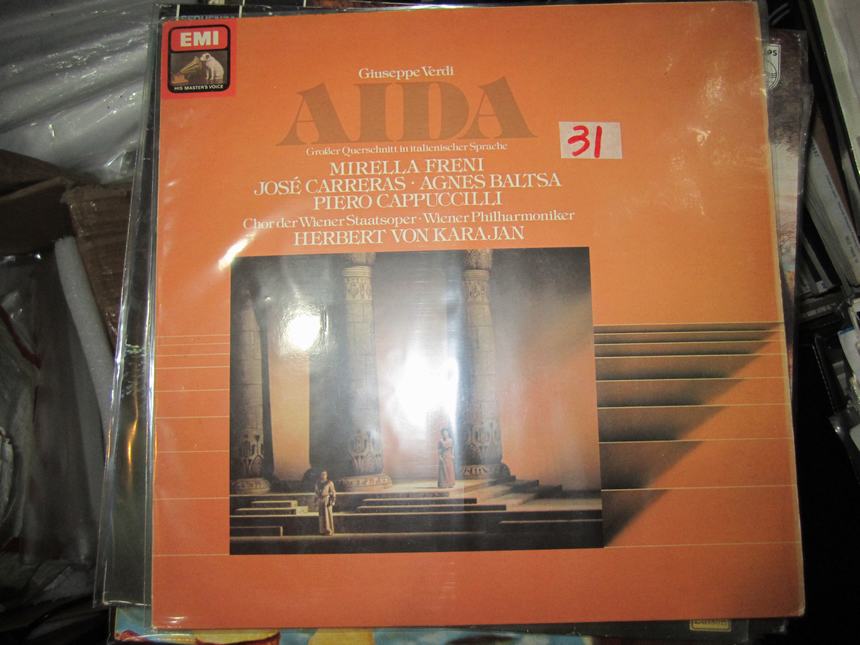 EMI
HIS MASTER'S VOICE
Giuseppe Verdi
AIDA
Großer Querschnitt in italienischer Sprache
MIRELLA FRENI
JOSÉ CARRERAS · AGNES BALTSA
PIERO CAPPUCCILLI
Chor der Wiener Staatsoper · Wiener Philharmoniker
HERBERT VON KARAJAN
31